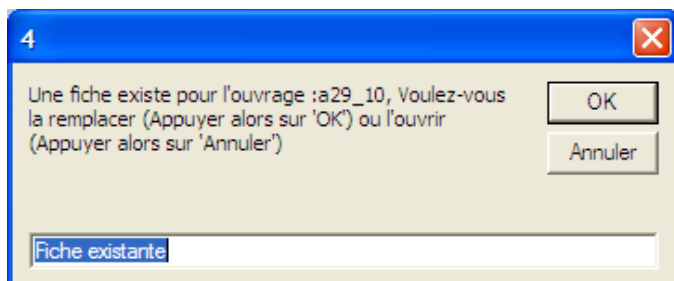 4
Une fiche existe pour l'ouvrage :a29_10, Voulez-vous
la remplacer (Appuyer alors sur 'OK') ou l'ouvrir
(Appuyer alors sur 'Annuler')
OK
Annuler
Fiche existante